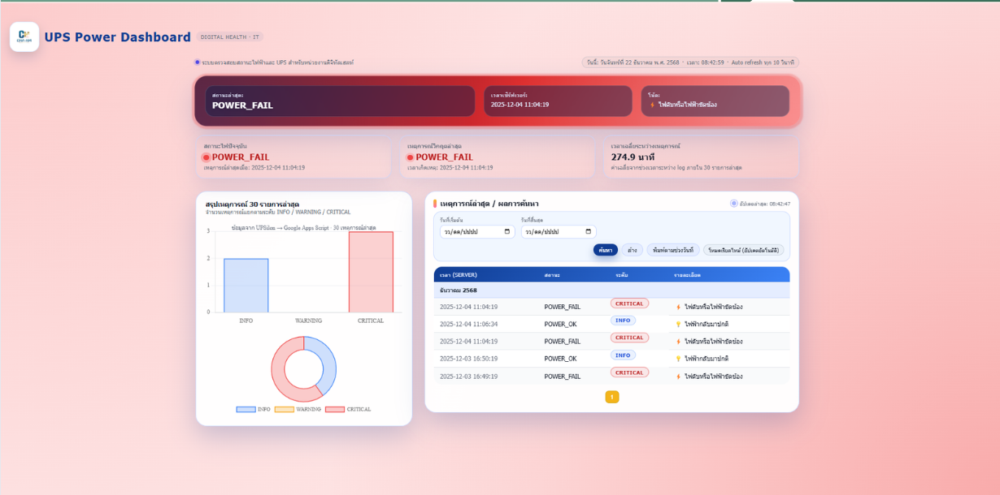 CHA-AM
UPS Power Dashboard
DIGITAL HEALTH · IT
ระบบตรวจสอบสถานะไฟฟ้าและ UPS สำหรับหน่วยงานดิจิทัลเฮลท์
วันนี้: วันจันทร์ที่ 22 ธันวาคม พ.ศ. 2568 · เวลา: 08:42:59 · Auto refresh ทุก 10 วินาที
สถานะล่าสุด:
POWER_FAIL
เวลาเซิร์ฟเวอร์:
2025-12-04 11:04:19
โน้ต:
⚡ ไฟดับหรือไฟฟ้าขัดข้อง
สถานะไฟปัจจุบัน
POWER_FAIL
เหตุการณ์ล่าสุดเมื่อ: 2025-12-04 11:04:19
เหตุการณ์วิกฤตล่าสุด
POWER_FAIL
เวลาเกิดเหตุ: 2025-12-04 11:04:19
เวลาเฉลี่ยระหว่างเหตุการณ์
274.9 นาที
ค่าเฉลี่ยจากช่วงเวลาระหว่าง log ภายใน 30 รายการล่าสุด
สรุปเหตุการณ์ 30 รายการล่าสุด
จำนวนเหตุการณ์แยกตามระดับ INFO / WARNING / CRITICAL
ข้อมูลจาก UPSilon → Google Apps Script · 30 เหตุการณ์ล่าสุด
3
2
1
0
INFO WARNING CRITICAL
INFO WARNING CRITICAL
เหตุการณ์ล่าสุด / ผลการค้นหา
อัปเดตล่าสุด: 08:42:47
วันที่เริ่มต้น วันที่สิ้นสุด
วว/ดด/ปปปป วว/ดด/ปปปป
ค้นหา ล้าง พิมพ์ตามช่วงวันที่ โหมดเรียลไทม์ (อัปเดตอัตโนมัติ)
เวลา (SERVER) สถานะ ระดับ รายละเอียด
ธันวาคม 2568
2025-12-04 11:04:19 POWER_FAIL CRITICAL ⚡ ไฟดับหรือไฟฟ้าขัดข้อง
2025-12-04 11:06:34 POWER_OK INFO 💡 ไฟฟ้ากลับมาปกติ
2025-12-04 11:04:19 POWER_FAIL CRITICAL ⚡ ไฟดับหรือไฟฟ้าขัดข้อง
2025-12-03 16:50:19 POWER_OK INFO 💡 ไฟฟ้ากลับมาปกติ
2025-12-03 16:49:19 POWER_FAIL CRITICAL ⚡ ไฟดับหรือไฟฟ้าขัดข้อง
1